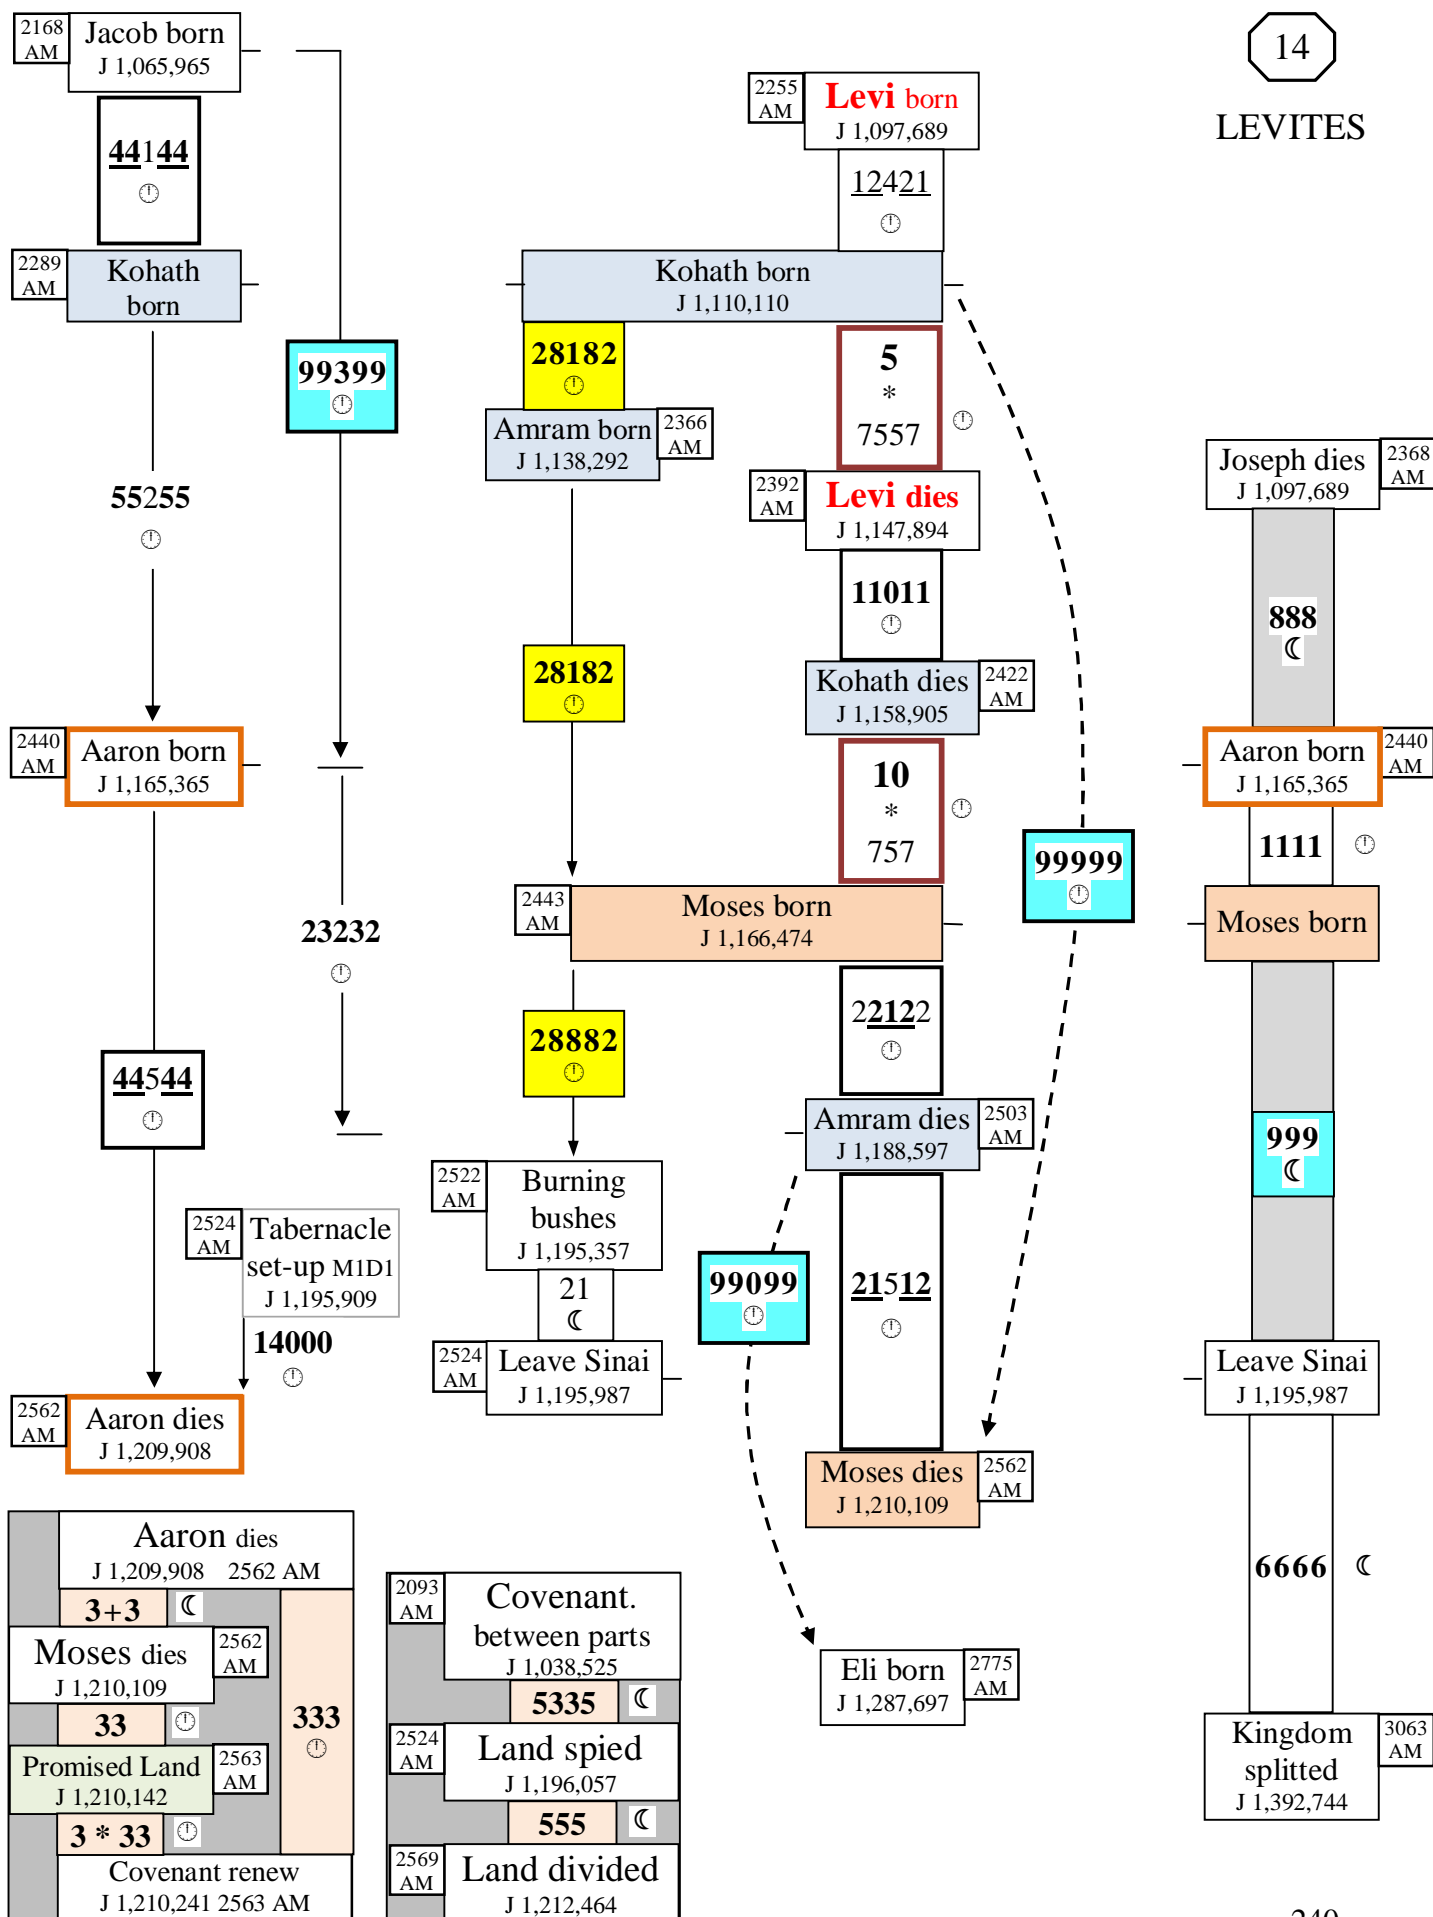 14
LEVITES
2168
AM
Jacob born
J 1,065,965
44144
2289
AM
Kohath
born
99399
55255
2440
AM
Aaron born
J 1,165,365
23232
44544
2524
AM
Tabernacle
set-up M1D1
J 1,195,909
14000
2562
AM
Aaron dies
J 1,209,908
2255
AM
Levi born
J 1,097,689
12421
Kohath born
J 1,110,110
28182
5
*
7557
Amram born
J 1,138,292
2366
AM
2392
AM
Levi dies
J 1,147,894
11011
28182
Kohath dies
J 1,158,905
2422
AM
10
*
757
99999
2443
AM
Moses born
J 1,166,474
22122
28882
Amram dies
J 1,188,597
2503
AM
2522
AM
Burning
bushes
J 1,195,357
21
99099
21512
2524
AM
Leave Sinai
J 1,195,987
Moses dies
J 1,210,109
2562
AM
Eli born
J 1,287,697
2775
AM
Joseph dies
J 1,097,689
2368
AM
888
Aaron born
J 1,165,365
2440
AM
1111
Moses born
999
Leave Sinai
J 1,195,987
6666
Kingdom
splitted
J 1,392,744
3063
AM
Aaron dies
J 1,209,908 2562 AM
3+3
Moses dies
J 1,210,109
2562
AM
33
333
Promised Land
J 1,210,142
2563
AM
3 * 33
Covenant renew
J 1,210,241 2563 AM
2093
AM
Covenant.
between parts
J 1,038,525
5335
2524
AM
Land spied
J 1,196,057
555
2569
AM
Land divided
J 1,212,464
240